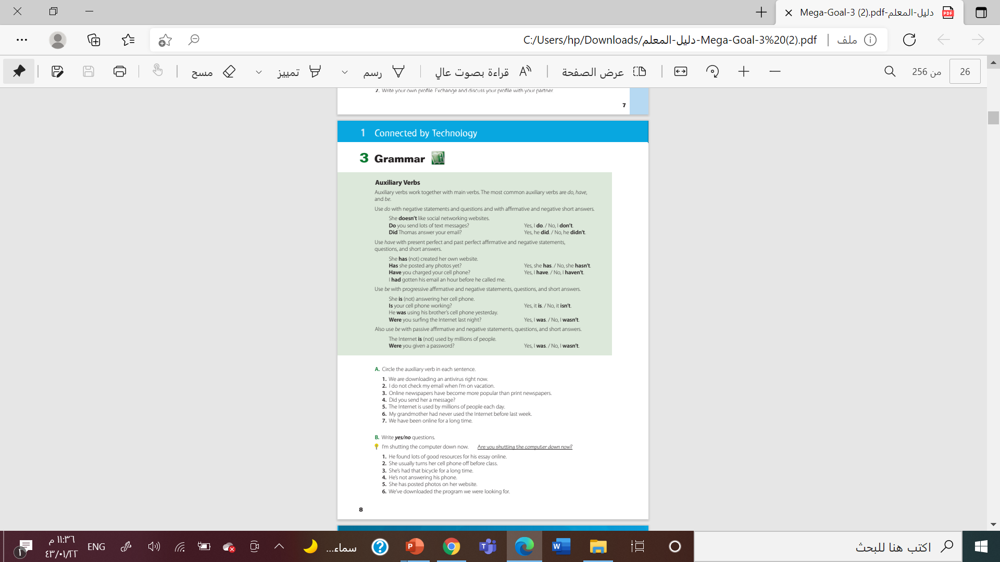 دليل-المعلم-Mega-Goal-3 (2).pdf
C:/Users/hp/Downloads/دليل-المعلم-Mega-Goal-3%20(2).pdf
ملف
26
من 256
عرض الصفحة
قراءة بصوت عالٍ
رسم
تمييز
مسح
2. Write your own profile. Exchange and discuss your profile with your partner.
7
1 Connected by Technology
3 Grammar
Auxiliary Verbs
Auxiliary verbs work together with main verbs. The most common auxiliary verbs are do, have,
and be.
Use do with negative statements and questions and with affirmative and negative short answers.
She doesn't like social networking websites.
Do you send lots of text messages? Yes, I do. / No, I don't.
Did Thomas answer your email? Yes, he did. / No, he didn't.
Use have with present perfect and past perfect affirmative and negative statements,
questions, and short answers.
She has (not) created her own website.
Has she posted any photos yet? Yes, she has. / No, she hasn't.
Have you charged your cell phone? Yes, I have. / No, I haven't.
I had gotten his email an hour before he called me.
Use be with progressive affirmative and negative statements, questions, and short answers.
She is (not) answering her cell phone.
Is your cell phone working? Yes, it is. / No, it isn't.
He was using his brother's cell phone yesterday.
Were you surfing the Internet last night? Yes, I was. / No, I wasn't.
Also use be with passive affirmative and negative statements, questions, and short answers.
The Internet is (not) used by millions of people.
Were you given a password? Yes, I was. / No, I wasn't.
A. Circle the auxiliary verb in each sentence.
1. We are downloading an antivirus right now.
2. I do not check my email when I'm on vacation.
3. Online newspapers have become more popular than print newspapers.
4. Did you send her a message?
5. The Internet is used by millions of people each day.
6. My grandmother had never used the Internet before last week.
7. We have been online for a long time.
B. Write yes/no questions.
I'm shutting the computer down now. Are you shutting the computer down now?
1. He found lots of good resources for his essay online.
2. She usually turns her cell phone off before class.
3. She's had that bicycle for a long time.
4. He's not answering his phone.
5. She has posted photos on her website.
6. We've downloaded the program we were looking for.
8
اكتب هنا للبحث
سماء...
ENG
١١:٣٦ م
٤٣/٠١/٢٢
١